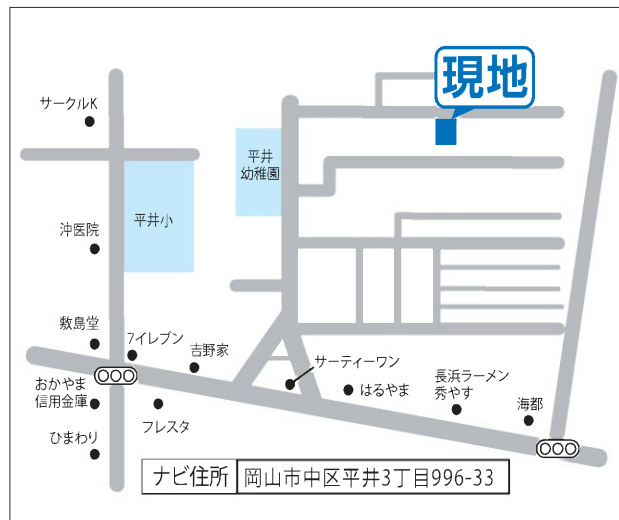 現地
サークルK
平井
幼稚園
平井小
沖医院
敷島堂
7イレブン
吉野家
サーティーワン
おかやま
信用金庫
はるやま
長浜ラーメン
秀やす
海都
フレスタ
ひまわり
ナビ住所 岡山市中区平井3丁目996-33